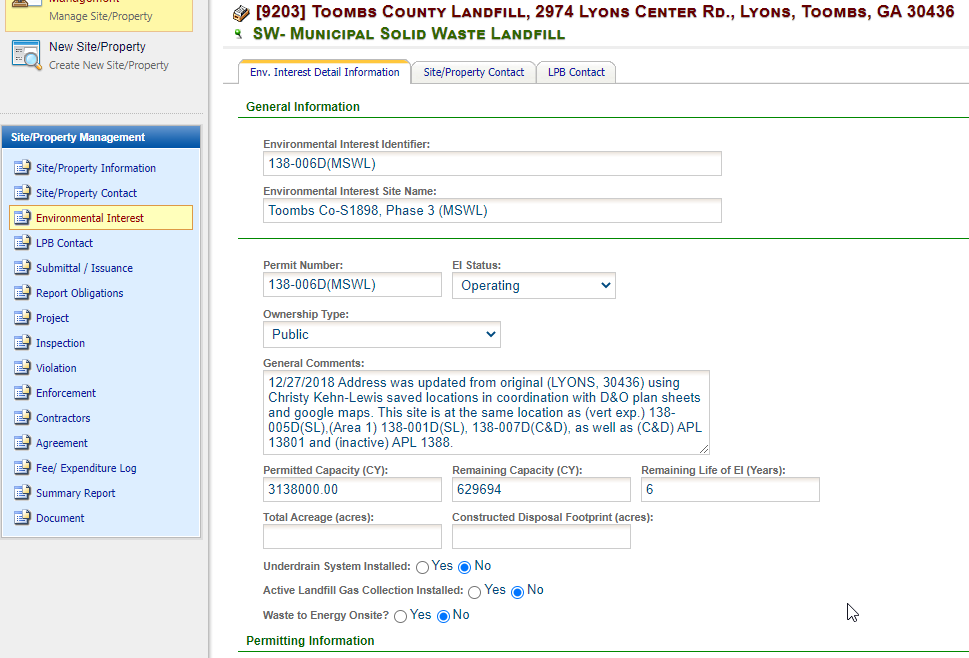 Management
Manage Site/Property
New Site/Property
Create New Site/Property
Site/Property Management
Site/Property Information
Site/Property Contact
Environmental Interest
LPB Contact
Submittal / Issuance
Report Obligations
Project
Inspection
Violation
Enforcement
Contractors
Agreement
Fee/ Expenditure Log
Summary Report
Document
[9203] Toombs County Landfill, 2974 Lyons Center Rd., Lyons, Toombs, GA 30436
SW- Municipal Solid Waste Landfill
Env. Interest Detail Information
Site/Property Contact
LPB Contact
General Information
Environmental Interest Identifier:
138-006D(MSWL)
Environmental Interest Site Name:
Toombs Co-S1898, Phase 3 (MSWL)
Permit Number:
EI Status:
138-006D(MSWL)
Operating
Ownership Type:
Public
General Comments:
12/27/2018 Address was updated from original (LYONS, 30436) using
Christy Kehn-Lewis saved locations in coordination with D&O plan sheets
and google maps. This site is at the same location as (vert exp.) 138-
005D(SL),(Area 1) 138-001D(SL), 138-007D(C&D), as well as (C&D) APL
13801 and (inactive) APL 1388.
Permitted Capacity (CY):
Remaining Capacity (CY):
Remaining Life of EI (Years):
3138000.00
629694
6
Total Acreage (acres):
Constructed Disposal Footprint (acres):
Underdrain System Installed: Yes No
Active Landfill Gas Collection Installed: Yes No
Waste to Energy Onsite? Yes No
Permitting Information